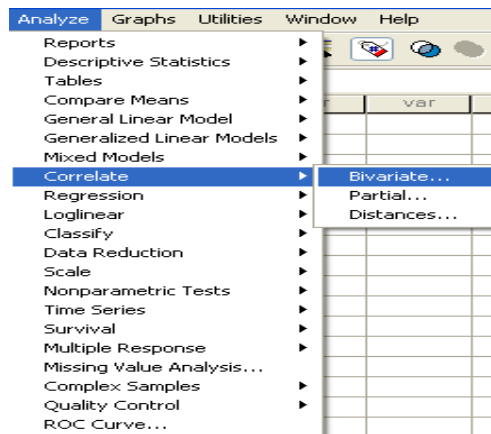 Analyze Graphs Utilities Window Help
Reports
Descriptive Statistics
Tables
Compare Means
var
General Linear Model
Generalized Linear Models
Mixed Models
Correlate
Bivariate...
Regression
Partial...
Loglinear
Distances...
Classify
Data Reduction
Scale
Nonparametric Tests
Time Series
Survival
Multiple Response
Missing Value Analysis...
Complex Samples
Quality Control
ROC Curve...